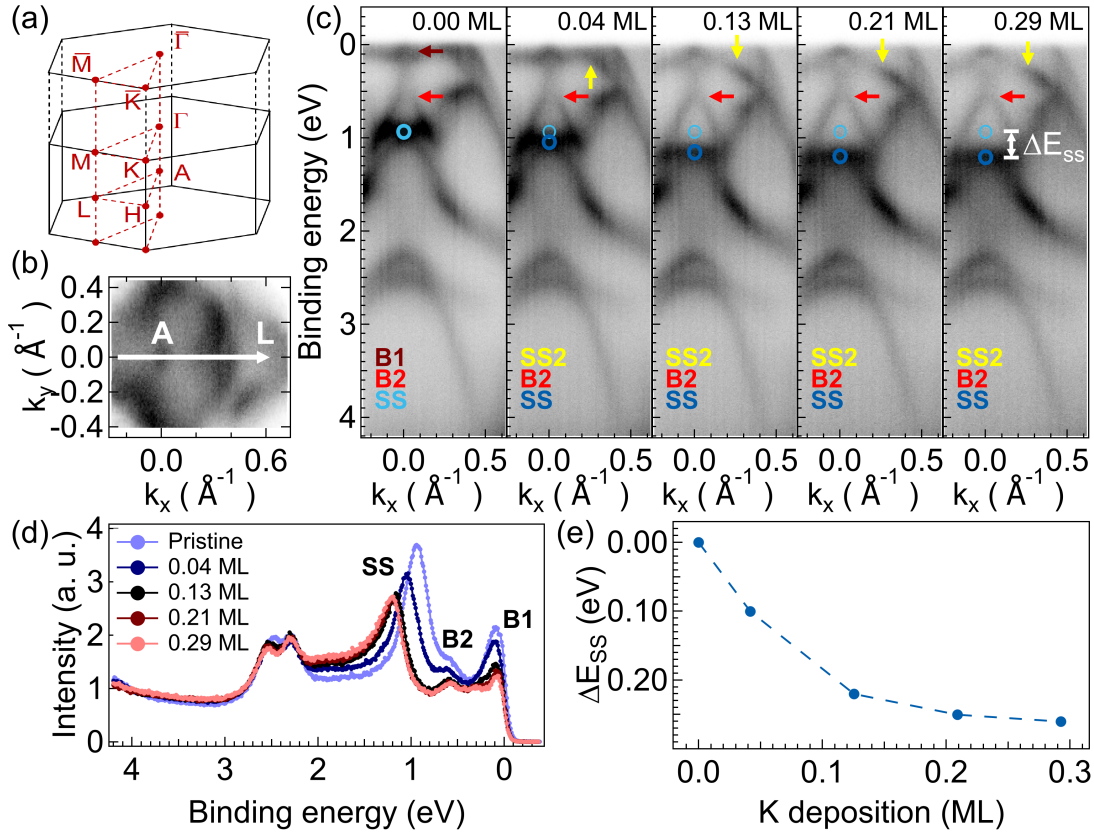 (a)
Γ̅
M̅
K̅
Γ
M
K
A
L
H
(b)
0.4
0.2
0.0
-0.2
-0.4
k_y ( Å⁻¹)
A
L
0.0
0.6
k_x ( Å⁻¹)
(c)
0.00 ML
0.04 ML
0.13 ML
0.21 ML
0.29 ML
0
1
2
3
4
Binding energy (eV)
ΔE_SS
B1
B2
SS
SS2
B2
SS
SS2
B2
SS
SS2
B2
SS
SS2
B2
SS
0.0 0.5
0.0 0.5
0.0 0.5
0.0 0.5
0.0 0.5
k_x ( Å⁻¹)
k_x ( Å⁻¹)
k_x ( Å⁻¹)
k_x ( Å⁻¹)
k_x ( Å⁻¹)
(d)
4
3
2
1
0
Intensity (a. u.)
Pristine
0.04 ML
0.13 ML
0.21 ML
0.29 ML
SS
B2
B1
4 3 2 1 0
Binding energy (eV)
(e)
0.00
0.10
0.20
ΔE_SS (eV)
0.0 0.1 0.2 0.3
K deposition (ML)